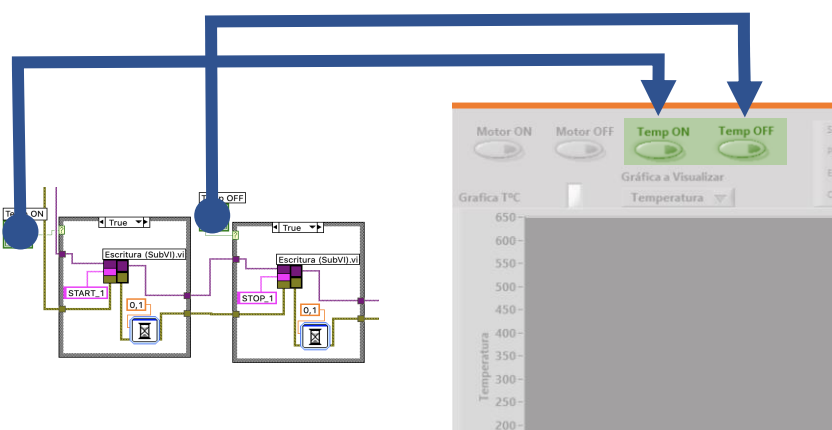 Motor ON
Motor OFF
Temp ON
Temp OFF
Gráfica a Visualizar
Grafica TºC
Temperatura
650
600
550
500
450
400
350
300
250
200
Temperatura
OFF
ON
True
Escritura (SubVI).vi
START_1
0,1
True
Escritura (SubVI).vi
STOP_1
0,1